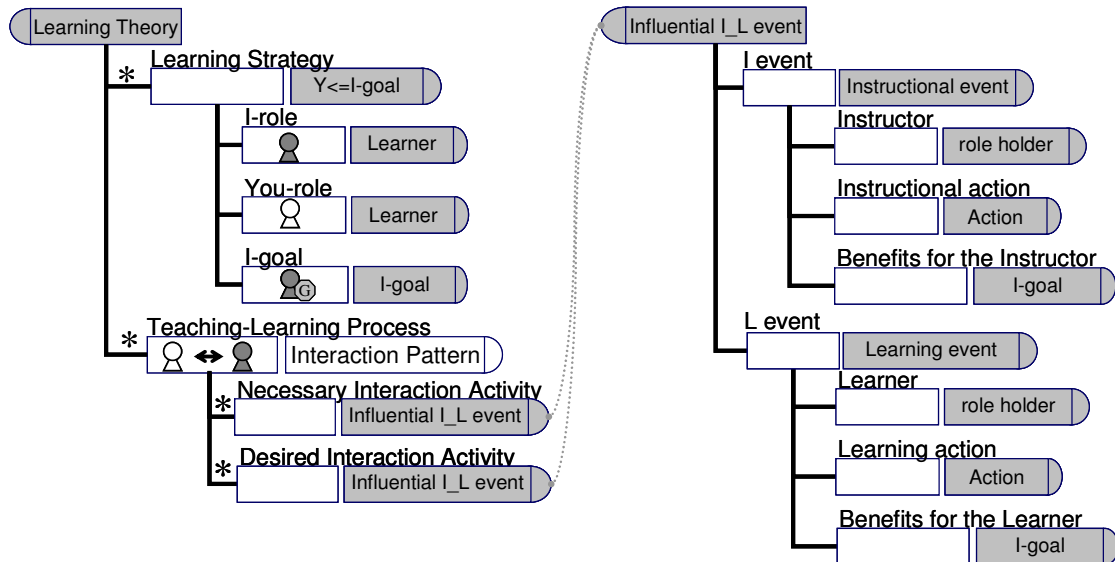 Learning Theory
*
Learning Strategy
Y<=I-goal
I-role
Learner
You-role
Learner
I-goal
G
I-goal
*
Teaching-Learning Process
Interaction Pattern
*
Necessary Interaction Activity
Influential I_L event
*
Desired Interaction Activity
Influential I_L event
Influential I_L event
I event
Instructional event
Instructor
role holder
Instructional action
Action
Benefits for the Instructor
I-goal
L event
Learning event
Learner
role holder
Learning action
Action
Benefits for the Learner
I-goal